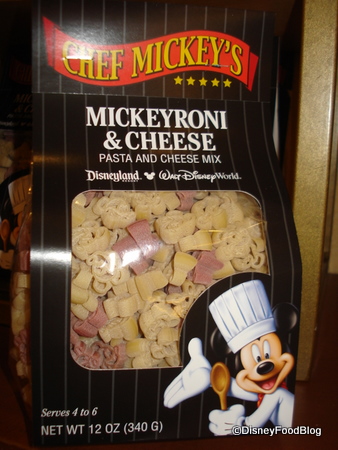 CHEF MICKEY'S
MICKEYRONI
& CHEESE
PASTA AND CHEESE MIX
Disneyland Walt Disney World.
RESORT
Serves 4 to 6
NET WT 12 OZ (340 G)
©DisneyFoodBlog